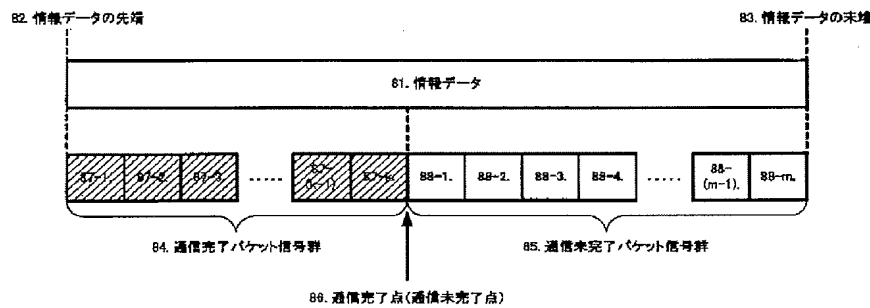 82. 情報データの先端
83. 情報データの末端
81. 情報データ
87-1. 87-2. 87-3. ..... 87-(k-1). 87-k. 88-1. 88-2. 88-3. 88-4. ..... 88-(m-1). 88-m.
84. 通信完了パケット信号群
85. 通信未完了パケット信号群
86. 通信完了点(通信未完了点)